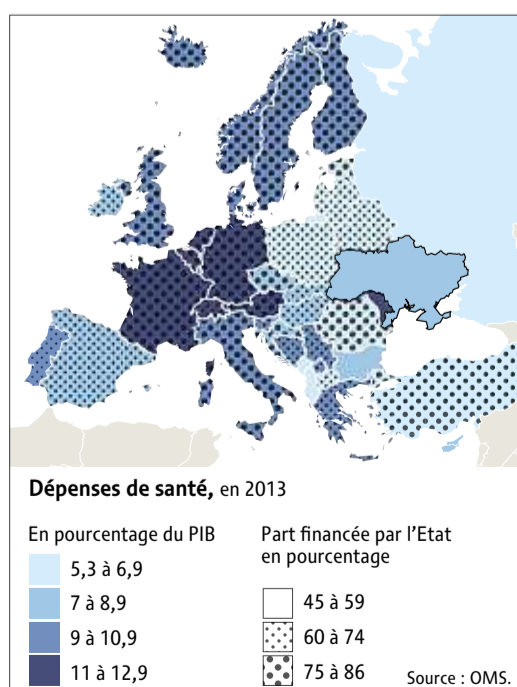 Dépenses de santé, en 2013
En pourcentage du PIB
5,3 à 6,9
7 à 8,9
9 à 10,9
11 à 12,9
Part financée par l'Etat
en pourcentage
45 à 59
60 à 74
75 à 86
Source : OMS.